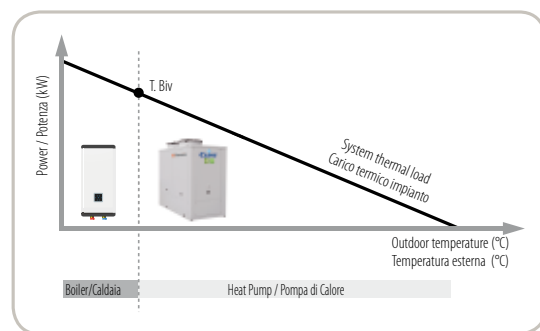 Power / Potenza (kW)
T. Biv
System thermal load
Carico termico impianto
Outdoor temperature (°C)
Temperatura esterna (°C)
Boiler/Caldaia
Heat Pump / Pompa di Calore